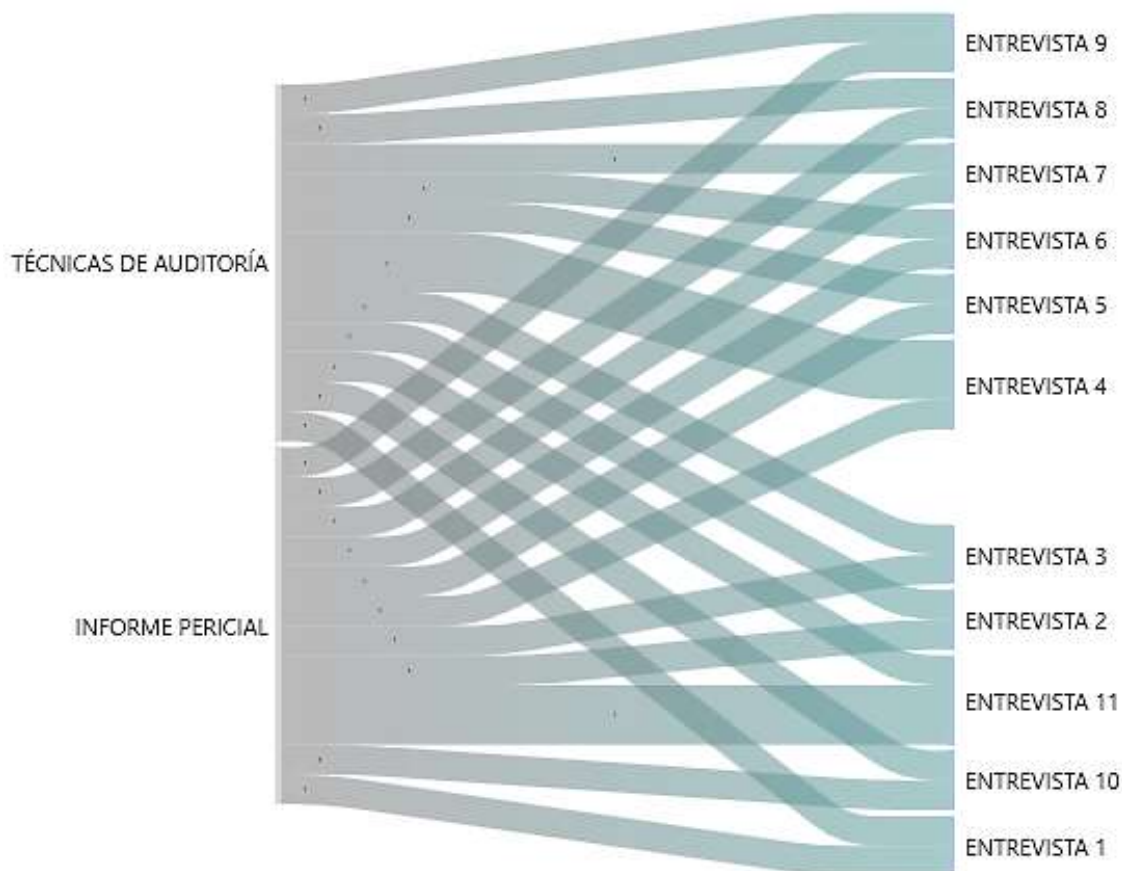 ENTREVISTA 9
ENTREVISTA 8
ENTREVISTA 7
ENTREVISTA 6
TÉCNICAS DE AUDITORÍA
ENTREVISTA 5
ENTREVISTA 4
ENTREVISTA 3
ENTREVISTA 2
INFORME PERICIAL
ENTREVISTA 11
ENTREVISTA 10
ENTREVISTA 1